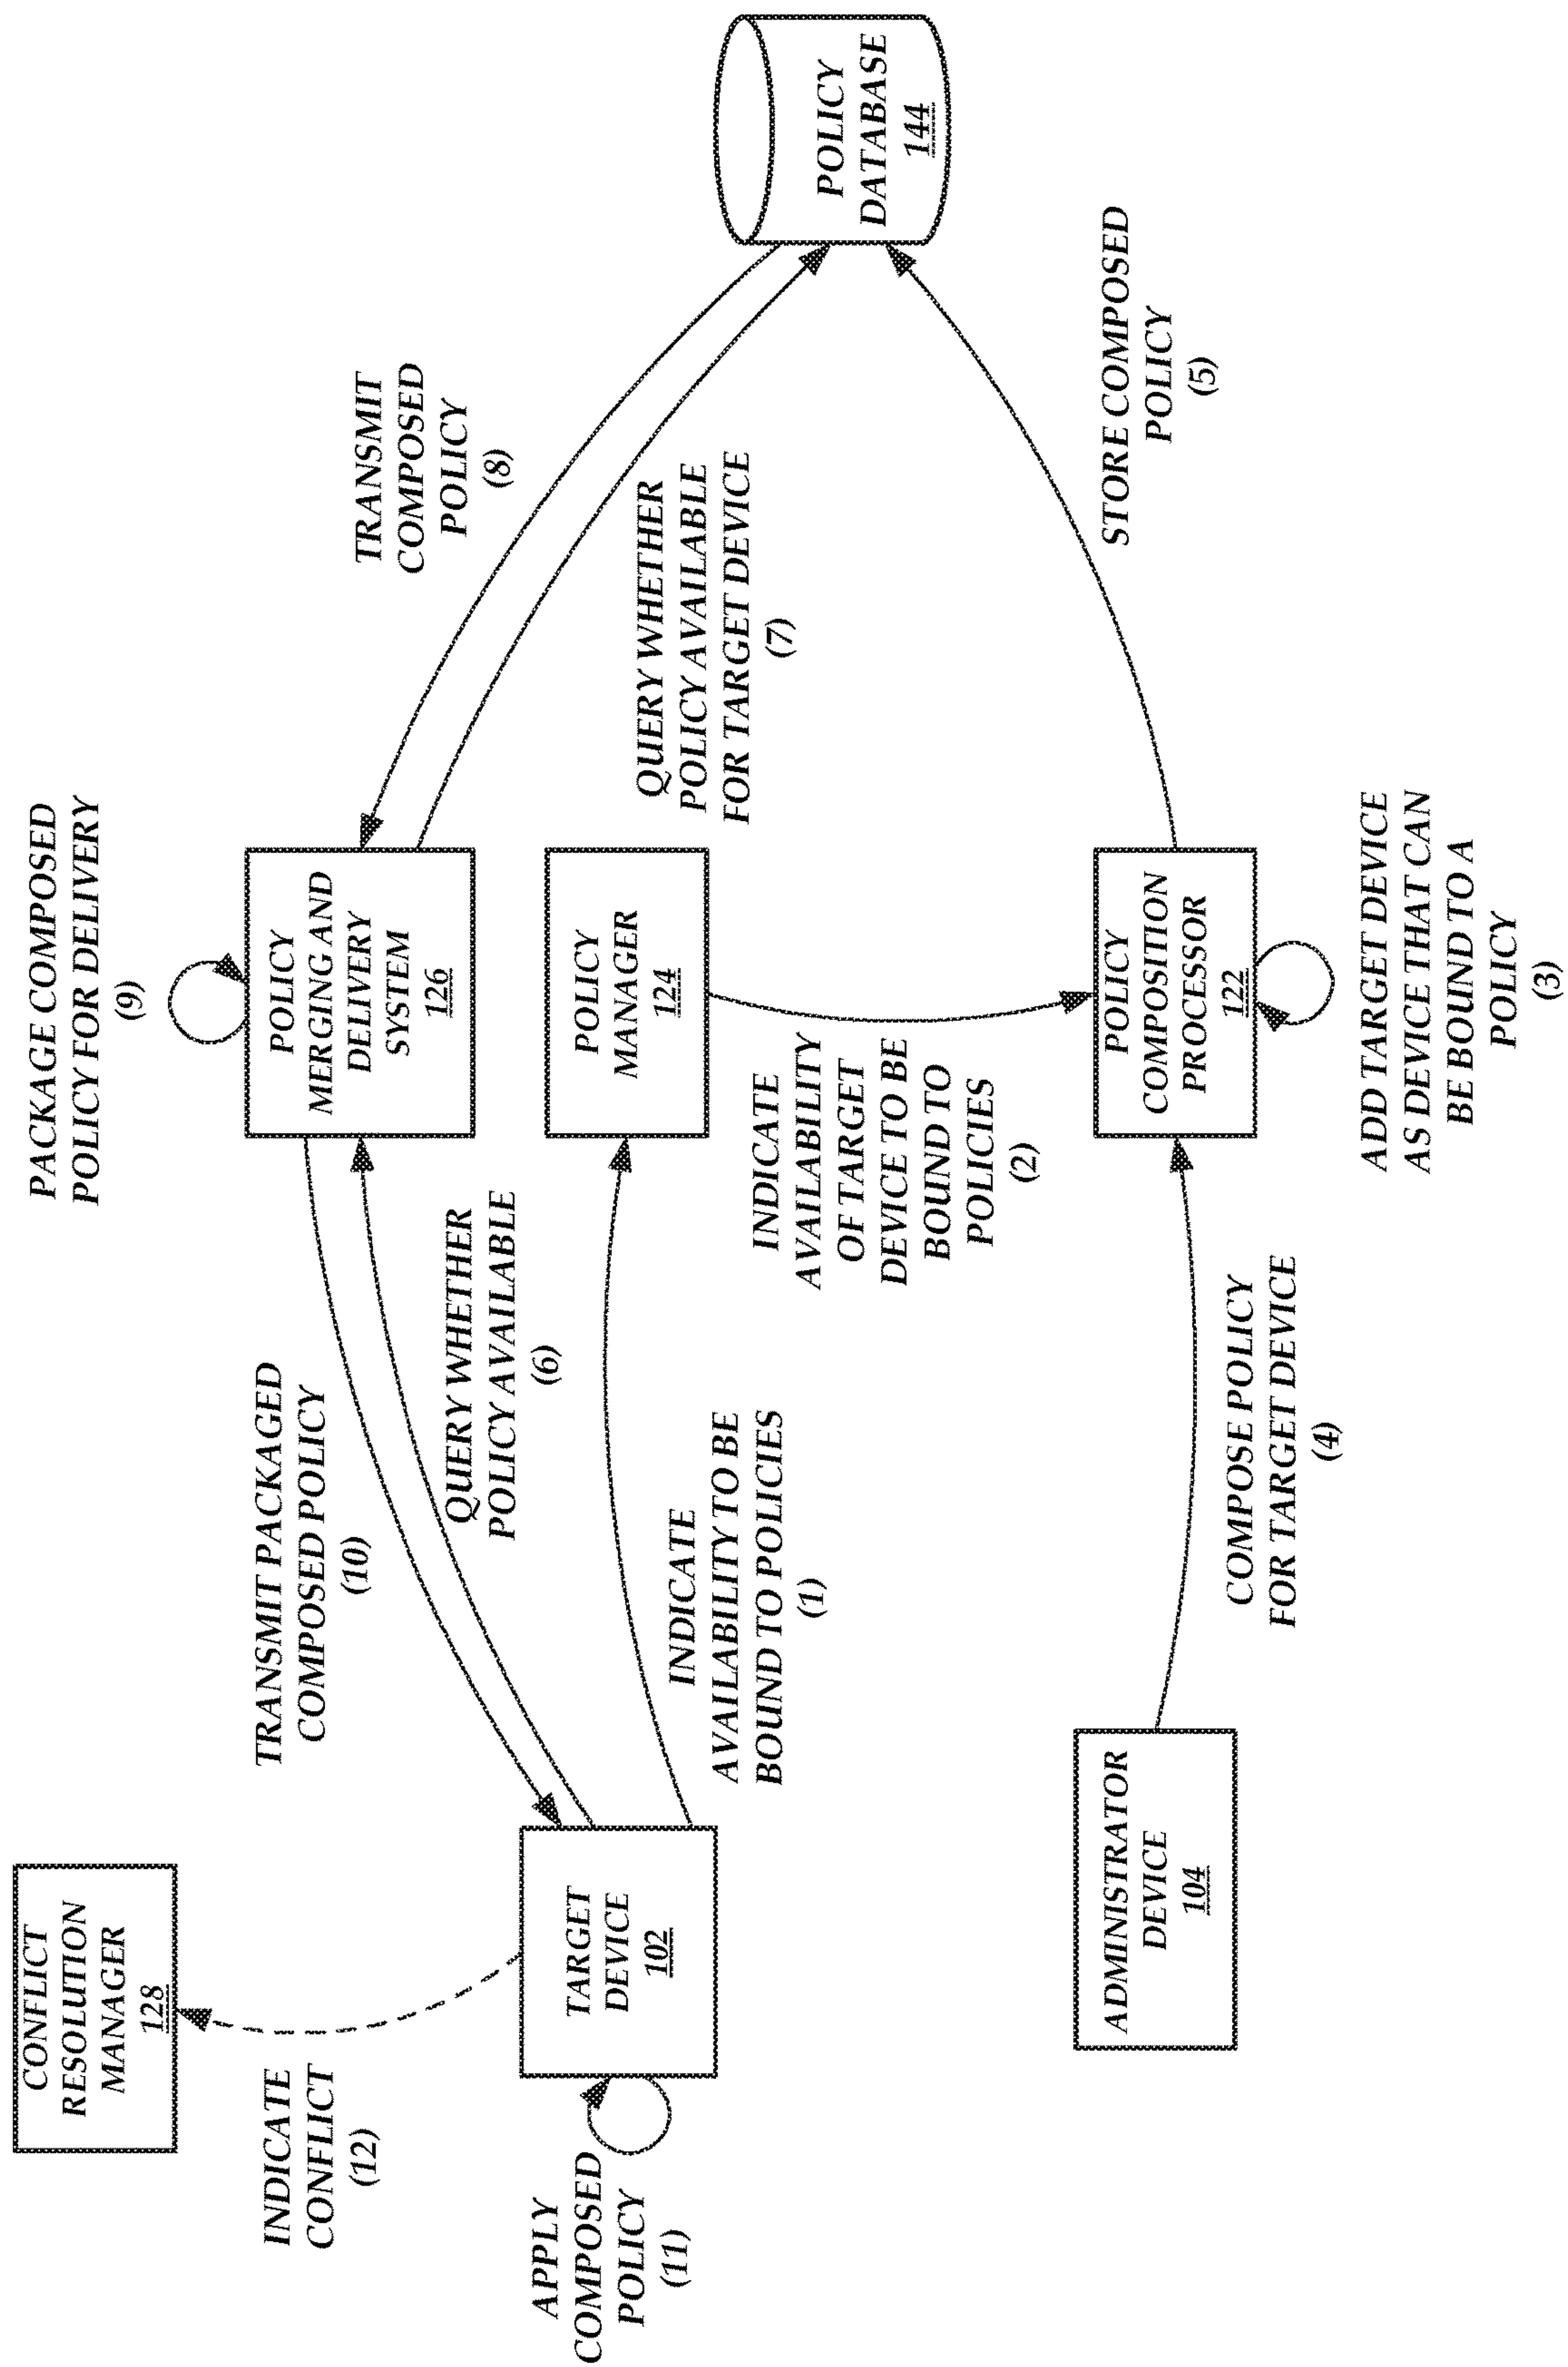 CONFLICT
RESOLUTION
MANAGER
128
INDICATE
CONFLICT
(12)
APPLY
COMPOSED
POLICY
(11)
TARGET
DEVICE
102
TRANSMIT PACKAGED
COMPOSED POLICY
(10)
QUERY WHETHER
POLICY AVAILABLE
(6)
INDICATE
AVAILABILITY TO BE
BOUND TO POLICIES
(1)
ADMINISTRATOR
DEVICE
104
COMPOSE POLICY
FOR TARGET DEVICE
(4)
PACKAGE COMPOSED
POLICY FOR DELIVERY
(9)
POLICY
MERGING AND
DELIVERY
SYSTEM
126
POLICY
MANAGER
124
INDICATE
AVAILABILITY
OF TARGET
DEVICE TO BE
BOUND TO
POLICIES
(2)
POLICY
COMPOSITION
PROCESSOR
122
ADD TARGET DEVICE
AS DEVICE THAT CAN
BE BOUND TO A
POLICY
(3)
TRANSMIT
COMPOSED
POLICY
(8)
QUERY WHETHER
POLICY AVAILABLE
FOR TARGET DEVICE
(7)
STORE COMPOSED
POLICY
(5)
POLICY
DATABASE
144